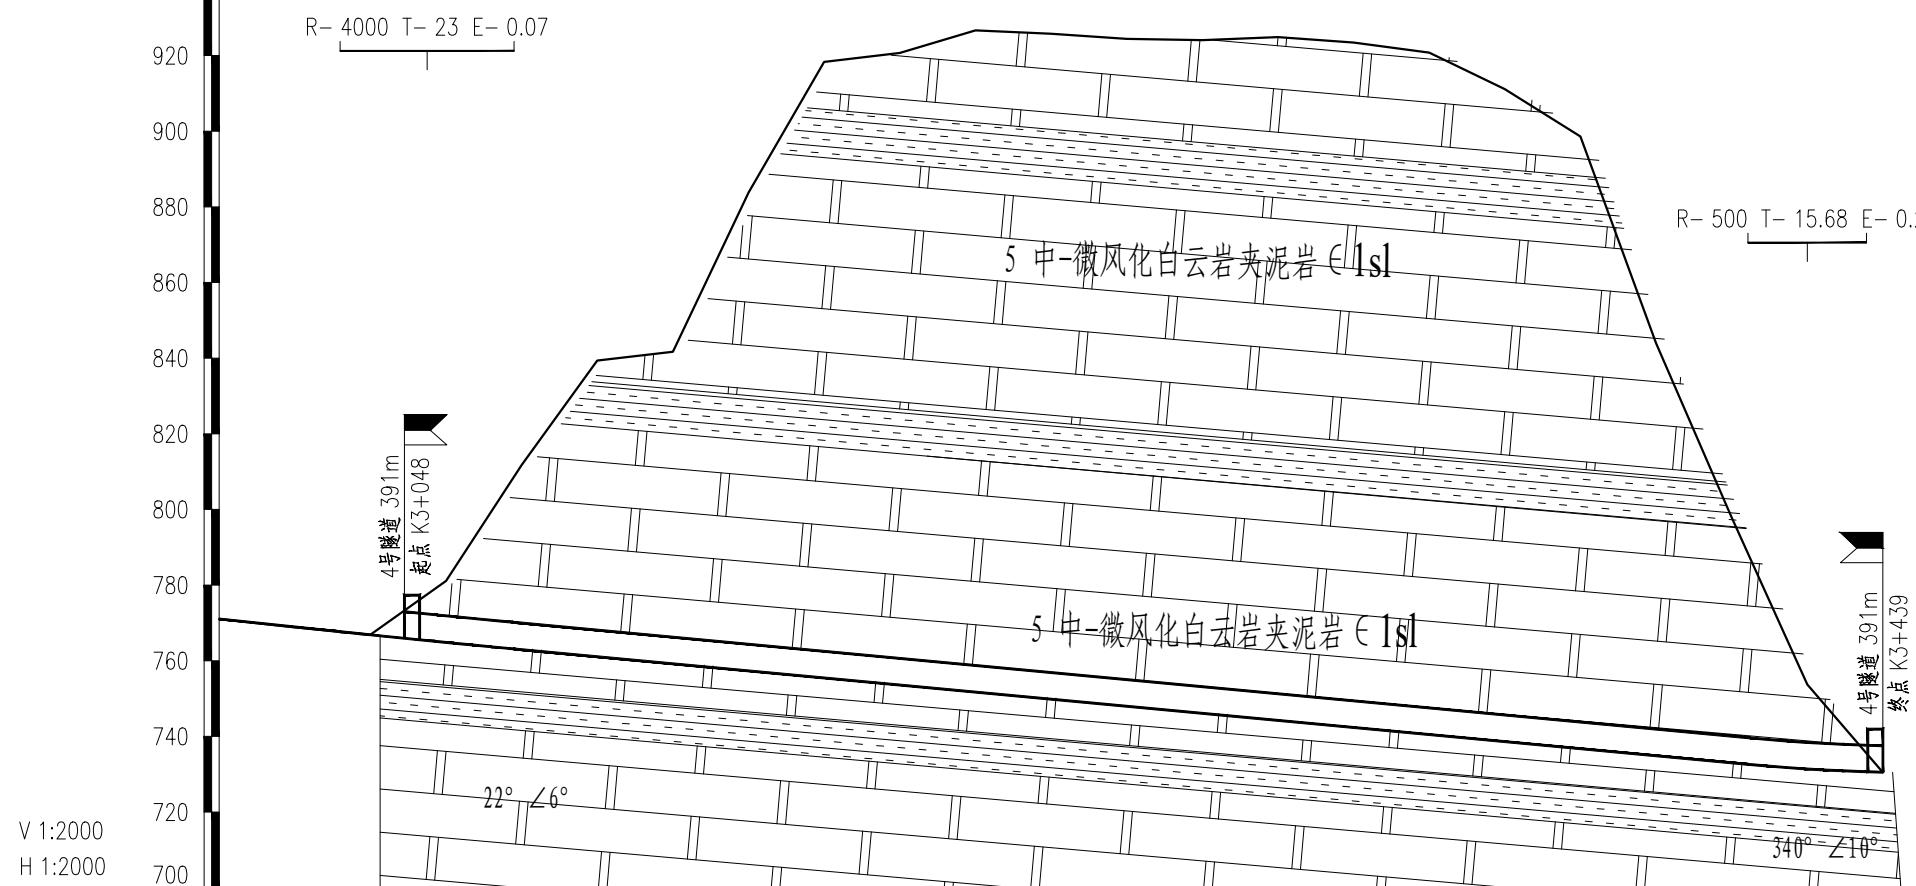 R- 4000 T- 23 E- 0.07
920
900
880
R- 500 T- 15.68 E- 0.
5 中-微风化白云岩夹泥岩∈1sl
860
840
820
4号隧道 391m
起点 K3+048
800
780
5 中-微风化白云岩夹泥岩∈1sl
4号隧道 391m
终点 K3+439
760
740
22° ∠6°
720
V 1:2000
340° ∠10°
H 1:2000
700